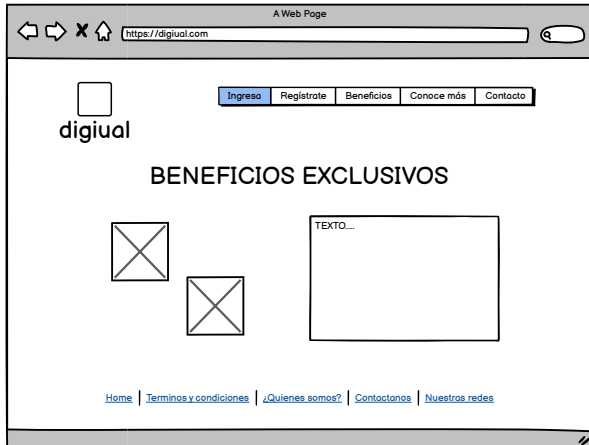 A Web Page
https://digiual.com
Ingresa Regístrate Beneficios Conoce más Contacto
digiual
BENEFICIOS EXCLUSIVOS
TEXTO....
Home Terminos y condiciones ¿Quienes somos? Contactanos Nuestras redes